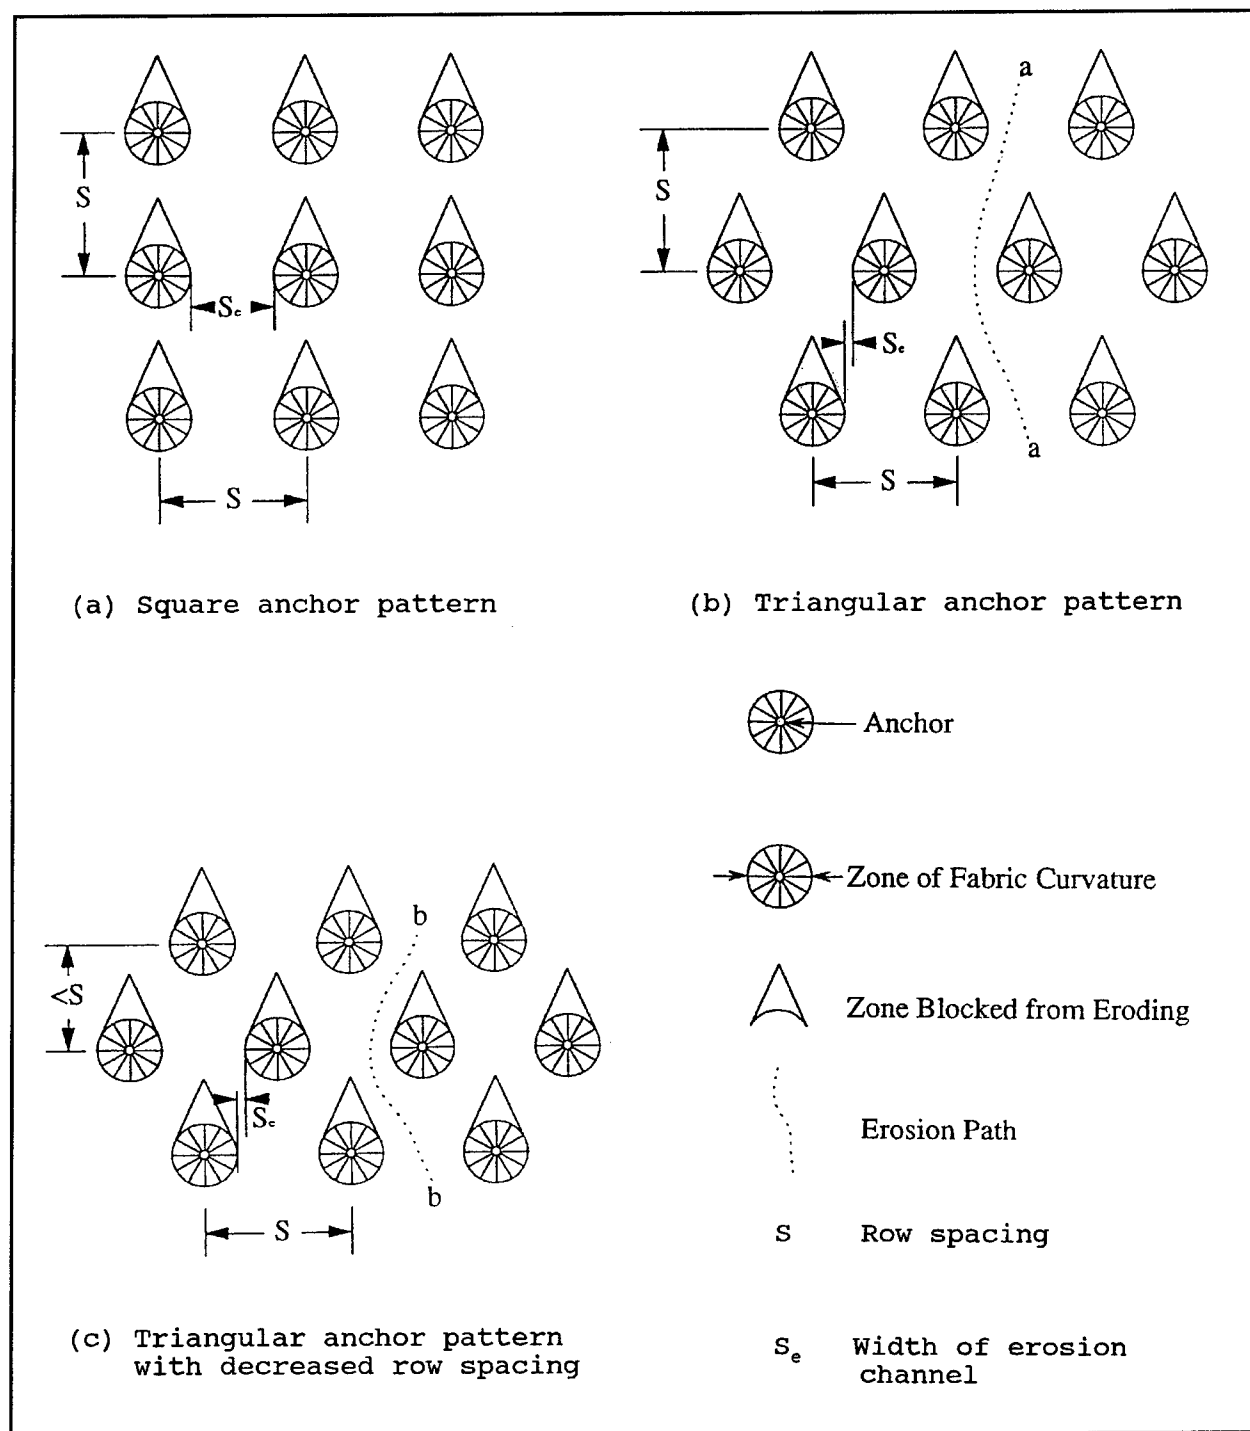 S
Sₑ
S
(a) Square anchor pattern
a
S
Sₑ
a
S
(b) Triangular anchor pattern
Anchor
Zone of Fabric Curvature
b
<S
Zone Blocked from Eroding
Sₑ
Erosion Path
b
S
S Row spacing
(c) Triangular anchor pattern
with decreased row spacing
Sₑ Width of erosion
channel